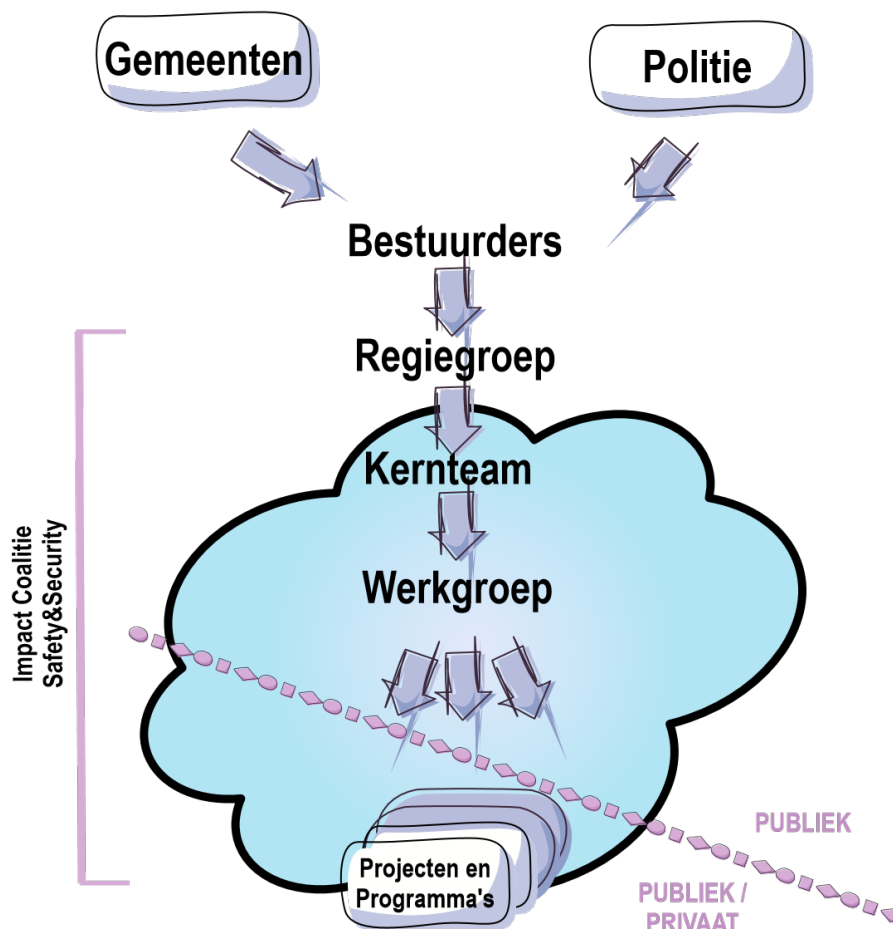 Gemeenten
Politie
Bestuurders
Regiegroep
Kernteam
Werkgroep
Impact Coalitie
Safety&Security
Projecten en
Programma's
PUBLIEK
PUBLIEK /
PRIVAAT